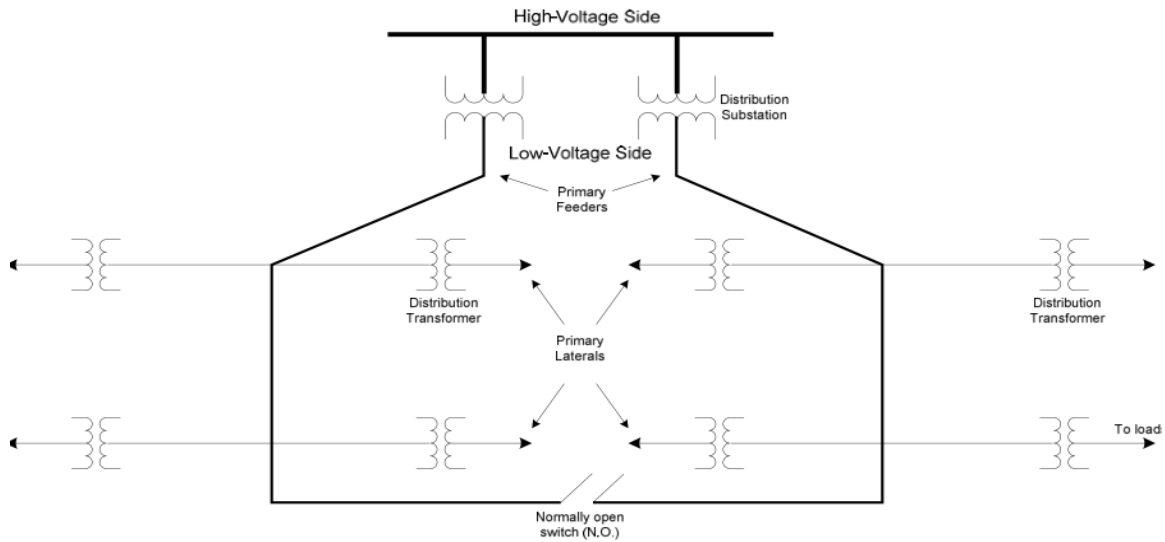 High-Voltage Side
Distribution
Substation
Low-Voltage Side
Primary
Feeders
Distribution
Transformer
Distribution
Transformer
Primary
Laterals
To load
Normally open
switch (N.O.)